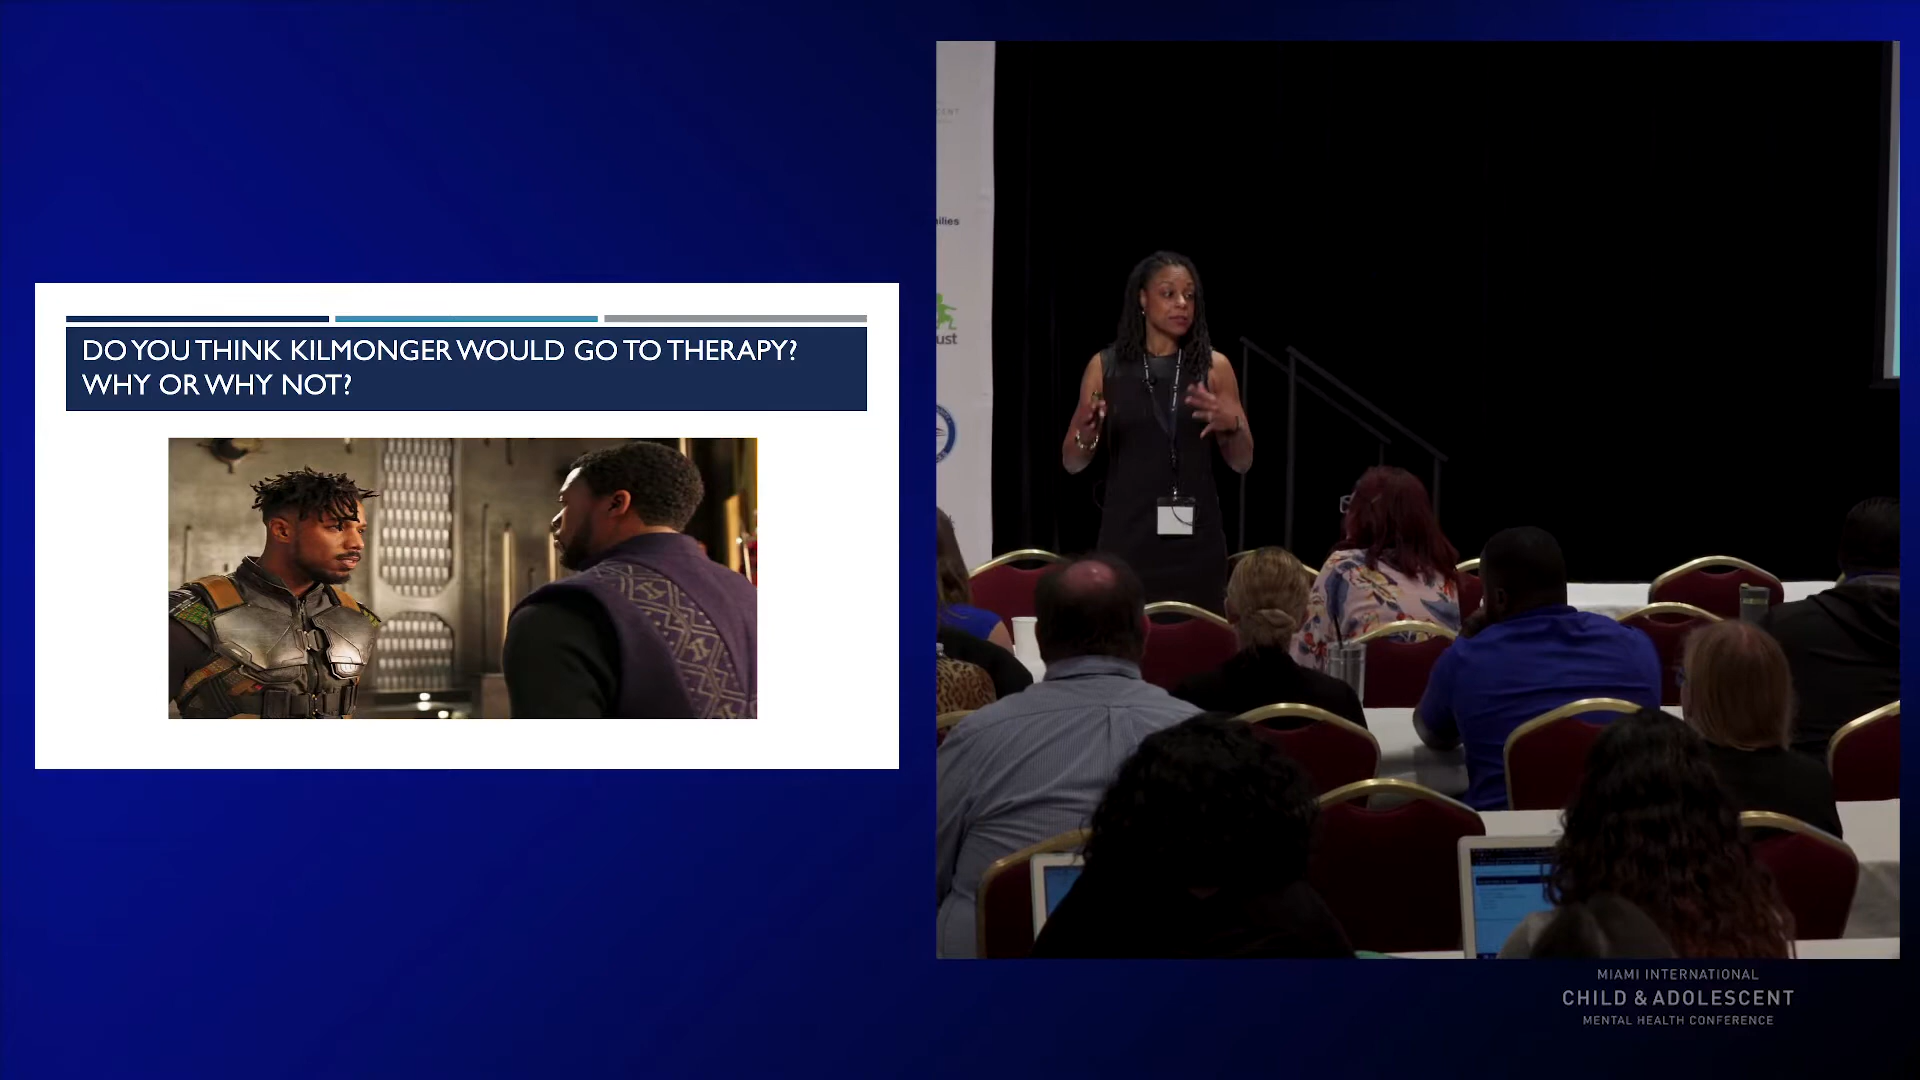 DO YOU THINK KILMONGER WOULD GO TO THERAPY?
WHY OR WHY NOT?
MIAMI INTERNATIONAL
CHILD & ADOLESCENT
MENTAL HEALTH CONFERENCE